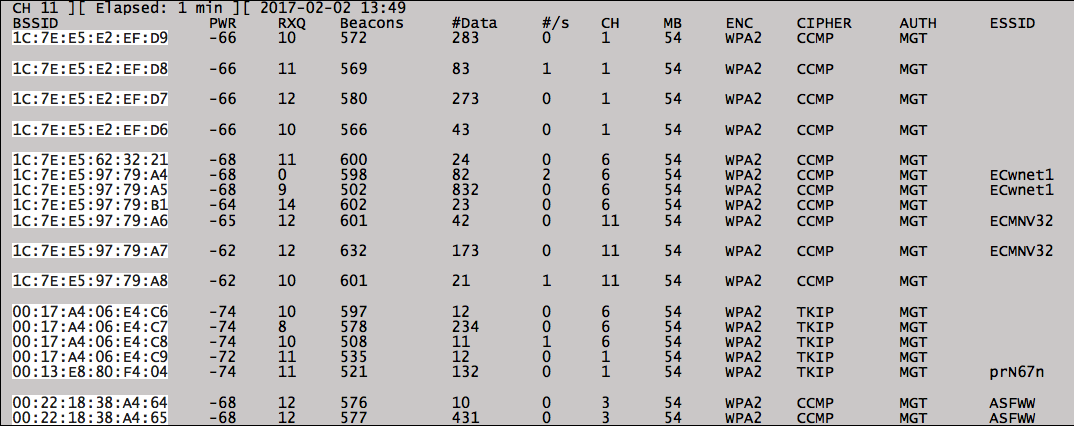 CH 11 ][ Elapsed: 1 min ][ 2017-02-02 13:49
BSSID PWR RXQ Beacons #Data #/s CH MB ENC CIPHER AUTH ESSID
1C:7E:E5:E2:EF:D9 -66 10 572 283 0 1 54 WPA2 CCMP MGT
1C:7E:E5:E2:EF:D8 -66 11 569 83 1 1 54 WPA2 CCMP MGT
1C:7E:E5:E2:EF:D7 -66 12 580 273 0 1 54 WPA2 CCMP MGT
1C:7E:E5:E2:EF:D6 -66 10 566 43 0 1 54 WPA2 CCMP MGT
1C:7E:E5:62:32:21 -68 11 600 24 0 6 54 WPA2 CCMP MGT
1C:7E:E5:97:79:A4 -68 0 598 82 2 6 54 WPA2 CCMP MGT ECwnet1
1C:7E:E5:97:79:A5 -68 9 502 832 0 6 54 WPA2 CCMP MGT ECwnet1
1C:7E:E5:97:79:B1 -64 14 602 23 0 6 54 WPA2 CCMP MGT
1C:7E:E5:97:79:A6 -65 12 601 42 0 11 54 WPA2 CCMP MGT ECMNV32
1C:7E:E5:97:79:A7 -62 12 632 173 0 11 54 WPA2 CCMP MGT ECMNV32
1C:7E:E5:97:79:A8 -62 10 601 21 1 11 54 WPA2 CCMP MGT
00:17:A4:06:E4:C6 -74 10 597 12 0 6 54 WPA2 TKIP MGT
00:17:A4:06:E4:C7 -74 8 578 234 0 6 54 WPA2 TKIP MGT
00:17:A4:06:E4:C8 -74 10 508 11 1 6 54 WPA2 TKIP MGT
00:17:A4:06:E4:C9 -72 11 535 12 0 1 54 WPA2 TKIP MGT
00:13:E8:80:F4:04 -74 11 521 132 0 1 54 WPA2 TKIP MGT prN67n
00:22:18:38:A4:64 -68 12 576 10 0 3 54 WPA2 CCMP MGT ASFWW
00:22:18:38:A4:65 -68 12 577 431 0 3 54 WPA2 CCMP MGT ASFWW